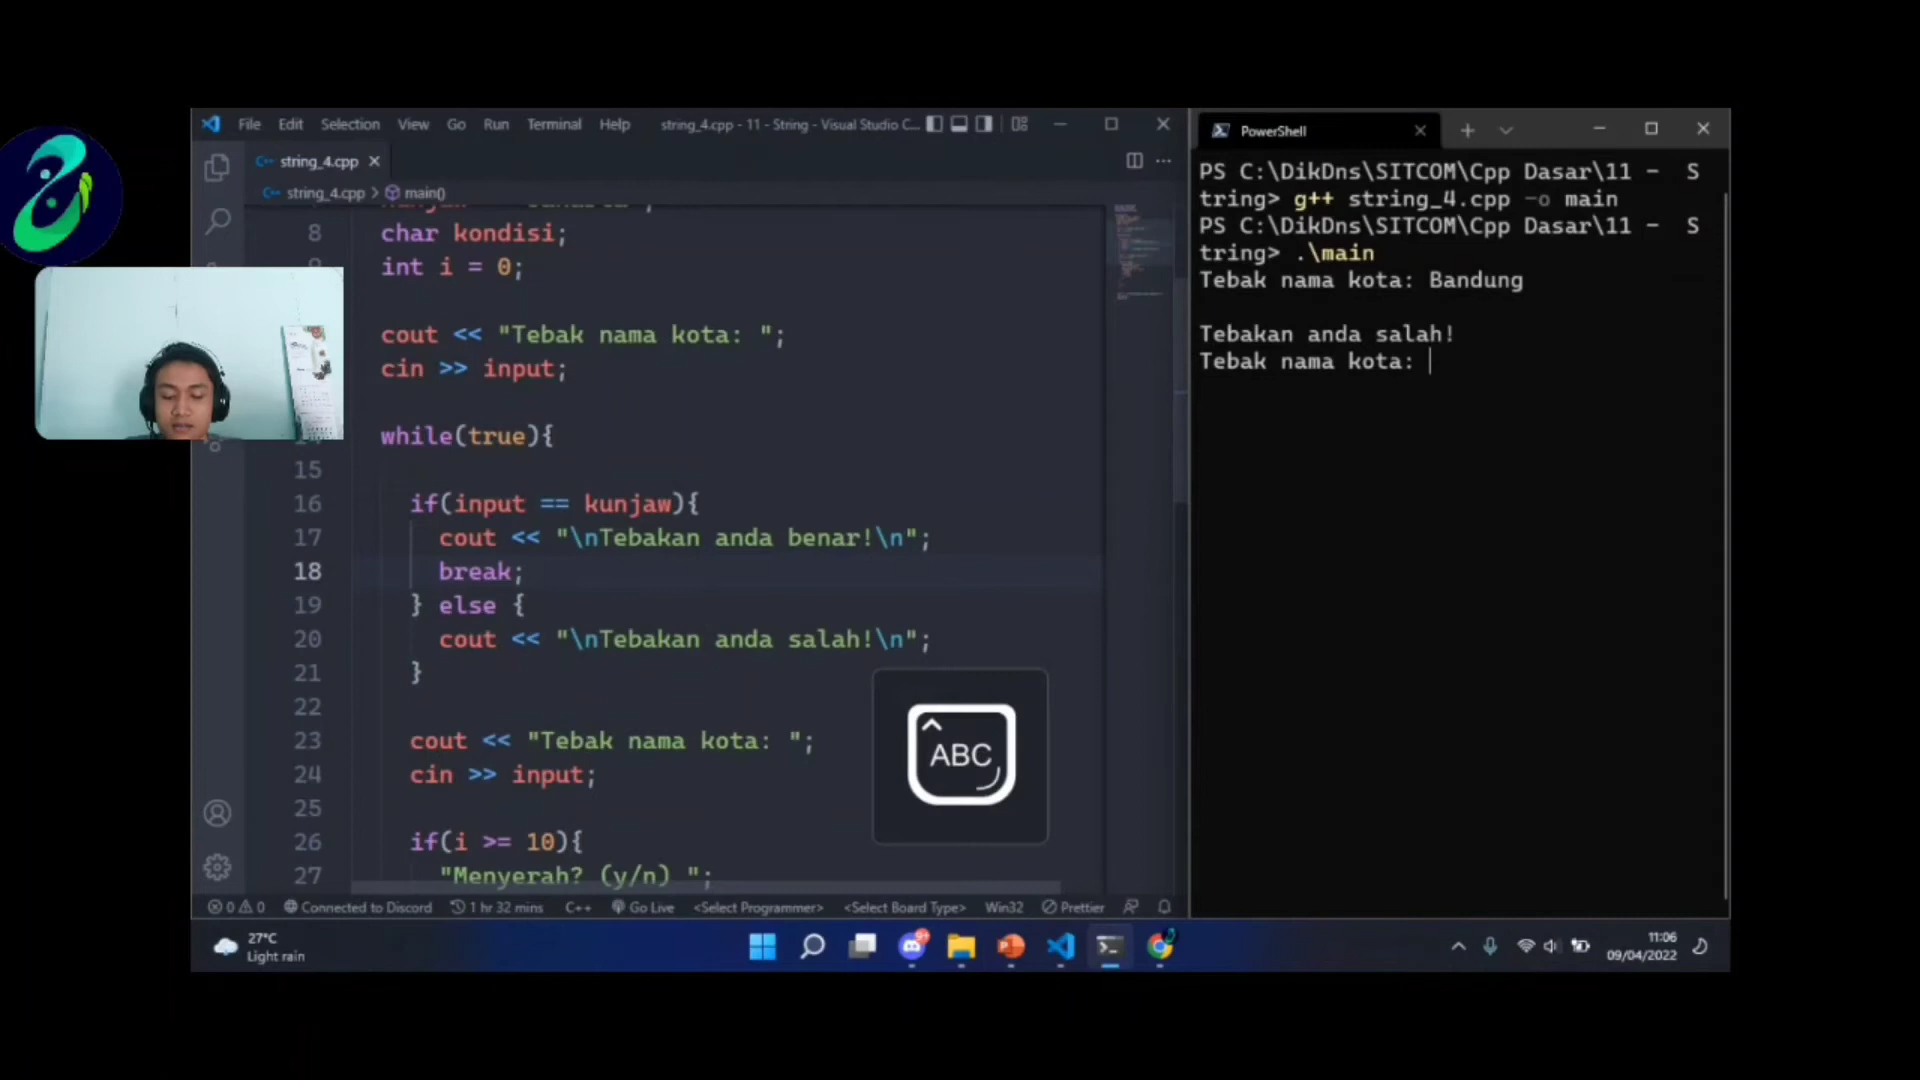 File Edit Selection View Go Run Terminal Help string_4.cpp - 11 - String - Visual Studio C...
string_4.cpp
string_4.cpp > main()
8 char kondisi;
int i = 0;
cout << "Tebak nama kota: ";
cin >> input;
while(true){
15
16 if(input == kunjaw){
17 cout << "\nTebakan anda benar!\n";
18 break;
19 } else {
20 cout << "\nTebakan anda salah!\n";
21 }
22
23 cout << "Tebak nama kota: ";
24 cin >> input;
25
26 if(i >= 10){
27 "Menyerah? (y/n) ";
ABC
0 0 Connected to Discord 1 hr 32 mins C++ Go Live <Select Programmer> <Select Board Type> Win32 Prettier
PowerShell
PS C:\DikDns\SITCOM\Cpp Dasar\11 - S
tring> g++ string_4.cpp -o main
PS C:\DikDns\SITCOM\Cpp Dasar\11 - S
tring> .\main
Tebak nama kota: Bandung
Tebakan anda salah!
Tebak nama kota:
27°C
Light rain
11:06
09/04/2022